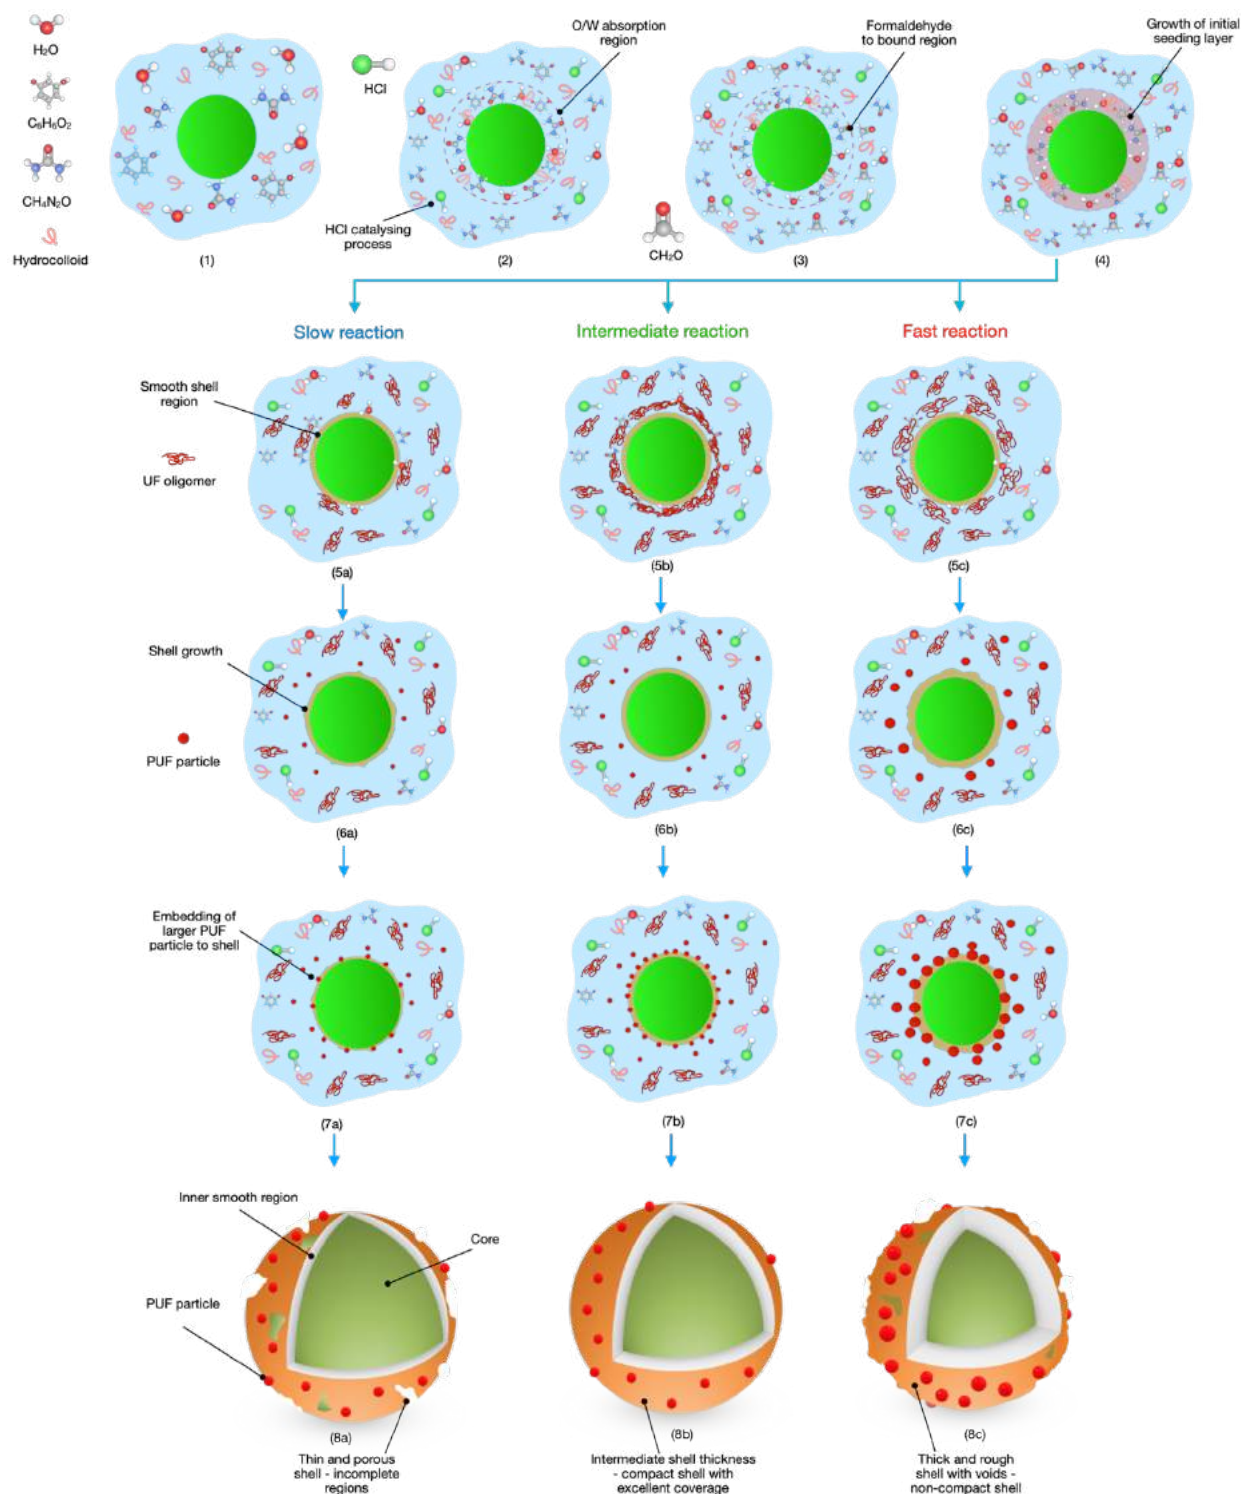 H₂O
C₆H₆O₂
CH₄N₂O
Hydrocolloid
(1)
HCl
O/W absorption
region
HCl catalysing
process
(2)
Formaldehyde
to bound region
CH₂O
(3)
Growth of initial
seeding layer
(4)
Slow reaction
Intermediate reaction
Fast reaction
Smooth shell
region
UF oligomer
(5a)
(5b)
(5c)
Shell growth
PUF particle
(6a)
(6b)
(6c)
Embedding of
larger PUF
particle to shell
(7a)
(7b)
(7c)
Inner smooth region
Core
PUF particle
(8a)
(8b)
(8c)
Thin and porous
shell - incomplete
regions
Intermediate shell thickness
- compact shell with
excellent coverage
Thick and rough
shell with voids -
non-compact shell